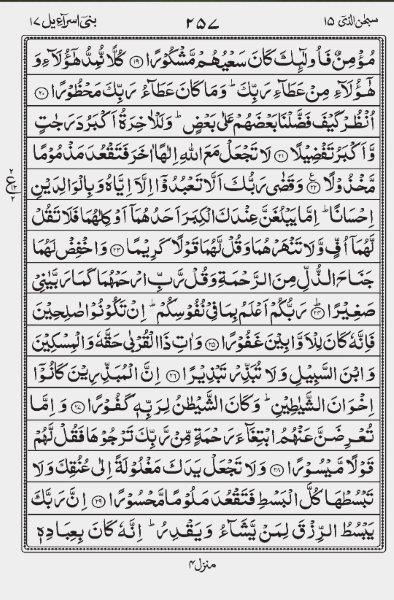 سبحٰن الذیٓ ۱۵
۲۵۷
بنیٓ اسراءیل ۱۷
مُؤْمِنٌ فَاُولٰٓئِكَ كَانَ سَعْيُهُمْ مَّشْكُوْرًا ﴿۱۹﴾ كُلًّا نُّمِدُّ هٰٓؤُلَآءِ وَ
هٰٓؤُلَآءِ مِنْ عَطَآءِ رَبِّكَ ؕ وَمَا كَانَ عَطَآءُ رَبِّكَ مَحْظُوْرًا ﴿۲۰﴾
اُنْظُرْ كَيْفَ فَضَّلْنَا بَعْضَهُمْ عَلٰى بَعْضٍ ؕ وَلَلْاٰخِرَةُ اَكْبَرُ دَرَجٰتٍ
وَّاَكْبَرُ تَفْضِيْلًا ﴿۲۱﴾ لَا تَجْعَلْ مَعَ اللّٰهِ اِلٰهًا اٰخَرَ فَتَقْعُدَ مَذْمُوْمًا
مَّخْذُوْلًا ﴿۲۲﴾ وَقَضٰى رَبُّكَ اَلَّا تَعْبُدُوْۤا اِلَّاۤ اِيَّاهُ وَبِالْوَالِدَيْنِ
۲
ع
۲
اِحْسَانًا ؕ اِمَّا يَبْلُغَنَّ عِنْدَكَ الْكِبَرَ اَحَدُهُمَاۤ اَوْ كِلٰهُمَا فَلَا تَقُلْ
لَّهُمَاۤ اُفٍّ وَّلَا تَنْهَرْهُمَا وَقُلْ لَّهُمَا قَوْلًا كَرِيْمًا ﴿۲۳﴾ وَاخْفِضْ لَهُمَا
جَنَاحَ الذُّلِّ مِنَ الرَّحْمَةِ وَقُلْ رَّبِّ ارْحَمْهُمَا كَمَا رَبَّيٰنِيْ
صَغِيْرًا ﴿۲۴﴾ رَبُّكُمْ اَعْلَمُ بِمَا فِيْ نُفُوْسِكُمْ ؕ اِنْ تَكُوْنُوْا صٰلِحِيْنَ
فَاِنَّهٗ كَانَ لِلْاَوَّابِيْنَ غَفُوْرًا ﴿۲۵﴾ وَاٰتِ ذَا الْقُرْبٰى حَقَّهٗ وَالْمِسْكِيْنَ
وَابْنَ السَّبِيْلِ وَلَا تُبَذِّرْ تَبْذِيْرًا ﴿۲۶﴾ اِنَّ الْمُبَذِّرِيْنَ كَانُوْۤا
اِخْوَانَ الشَّيٰطِيْنِ ؕ وَكَانَ الشَّيْطٰنُ لِرَبِّهٖ كَفُوْرًا ﴿۲۷﴾ وَاِمَّا
تُعْرِضَنَّ عَنْهُمُ ابْتِغَآءَ رَحْمَةٍ مِّنْ رَّبِّكَ تَرْجُوْهَا فَقُلْ لَّهُمْ
قَوْلًا مَّيْسُوْرًا ﴿۲۸﴾ وَلَا تَجْعَلْ يَدَكَ مَغْلُوْلَةً اِلٰى عُنُقِكَ وَلَا
تَبْسُطْهَا كُلَّ الْبَسْطِ فَتَقْعُدَ مَلُوْمًا مَّحْسُوْرًا ﴿۲۹﴾ اِنَّ رَبَّكَ
يَبْسُطُ الرِّزْقَ لِمَنْ يَّشَآءُ وَيَقْدِرُ ؕ اِنَّهٗ كَانَ بِعِبَادِهٖ
منزل ۴